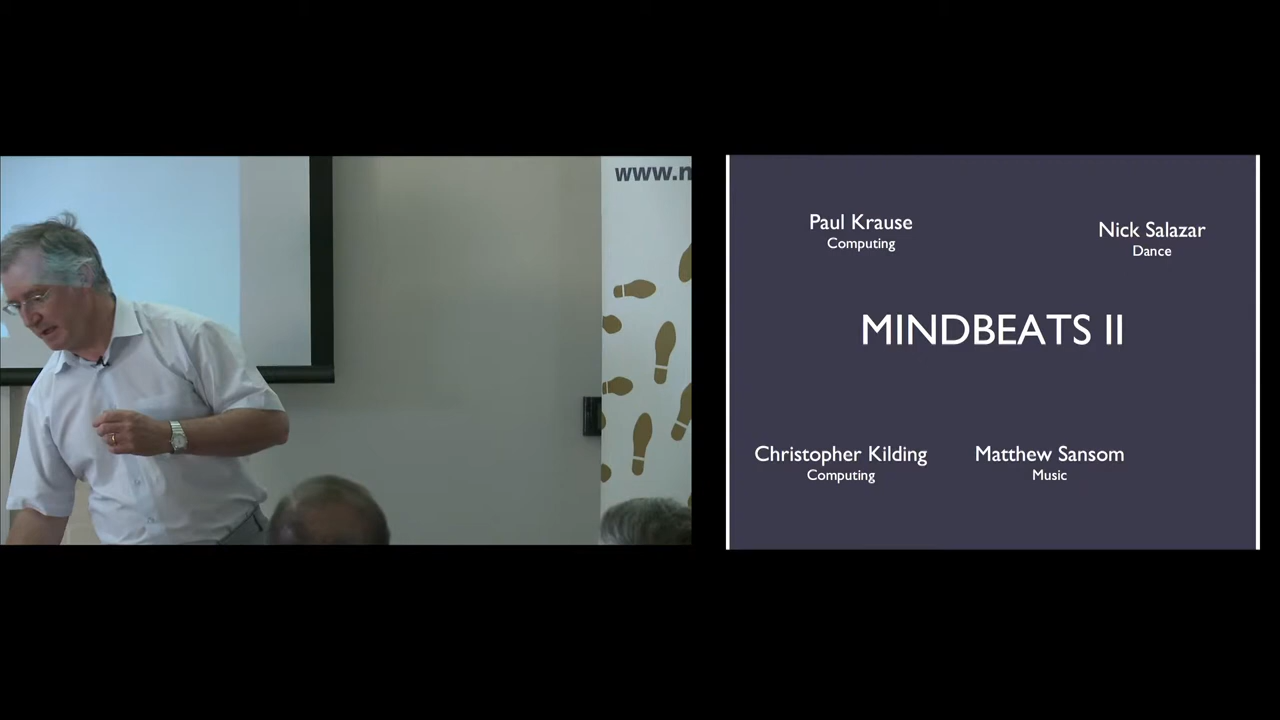 www.
Paul Krause
Computing
Nick Salazar
Dance
MINDBEATS II
Christopher Kilding
Computing
Matthew Sansom
Music